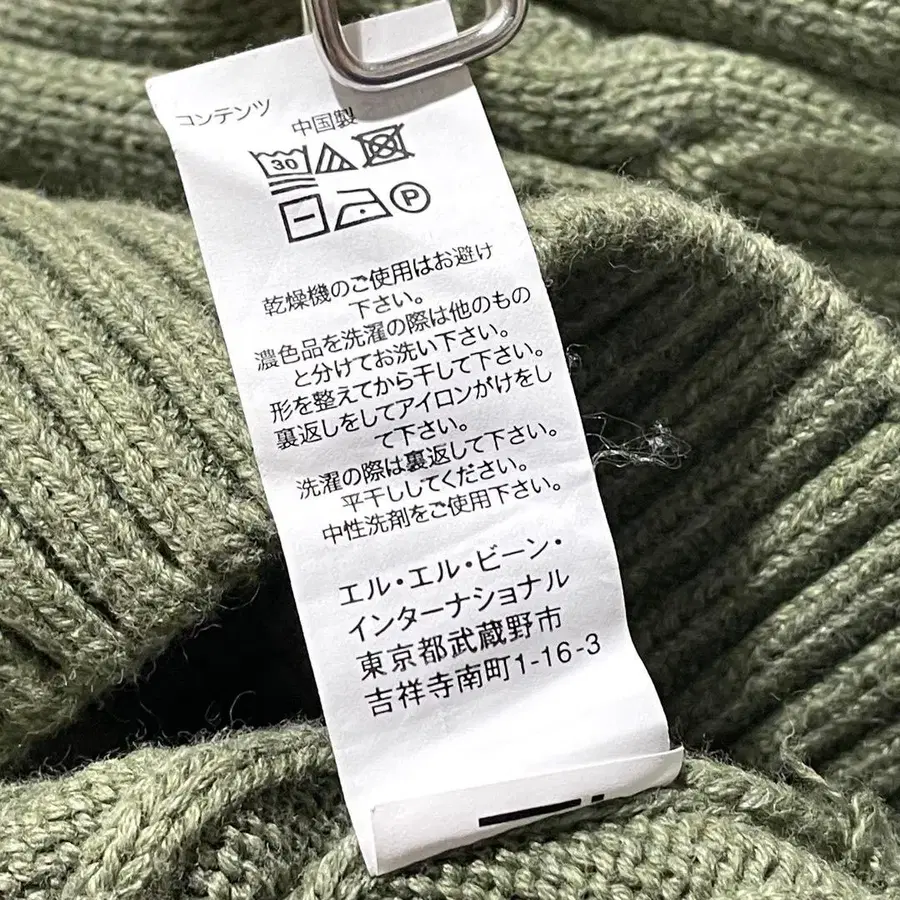 コンテンツ
中国製
30
P
乾燥機のご使用はお避け
下さい。
濃色品を洗濯の際は他のもの
と分けてお洗い下さい。
形を整えてから干して下さい。
裏返しをしてアイロンがけをし
て下さい。
洗濯の際は裏返して下さい。
平干ししてください。
中性洗剤をご使用下さい。
エル・エル・ビーン・
インターナショナル
東京都武蔵野市
吉祥寺南町1-16-3